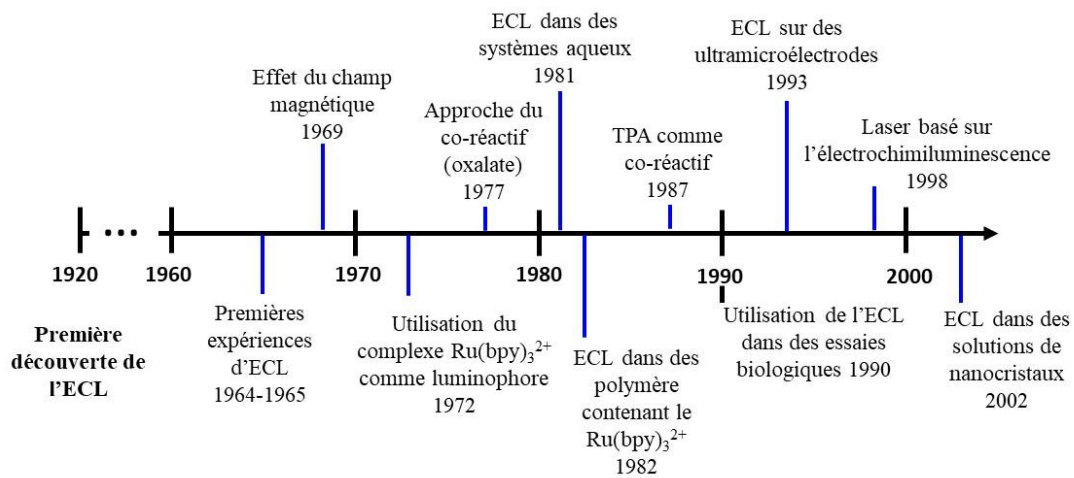 ECL dans des
systèmes aqueux
1981
ECL sur des
ultramicroélectrodes
1993
Effet du champ
magnétique
1969
Approche du
co-réactif
(oxalate)
1977
TPA comme
co-réactif
1987
Laser basé sur
l'électrochimiluminescence
1998
...
1920
1960
1970
1980
1990
2000
Première
découverte de
l'ECL
Premières
expériences
d'ECL
1964-1965
Utilisation du
complexe Ru(bpy)₃²⁺
comme luminophore
1972
ECL dans des
polymère
contenant le
Ru(bpy)₃²⁺
1982
Utilisation de l'ECL
dans des essaies
biologiques 1990
ECL dans des
solutions de
nanocristaux
2002